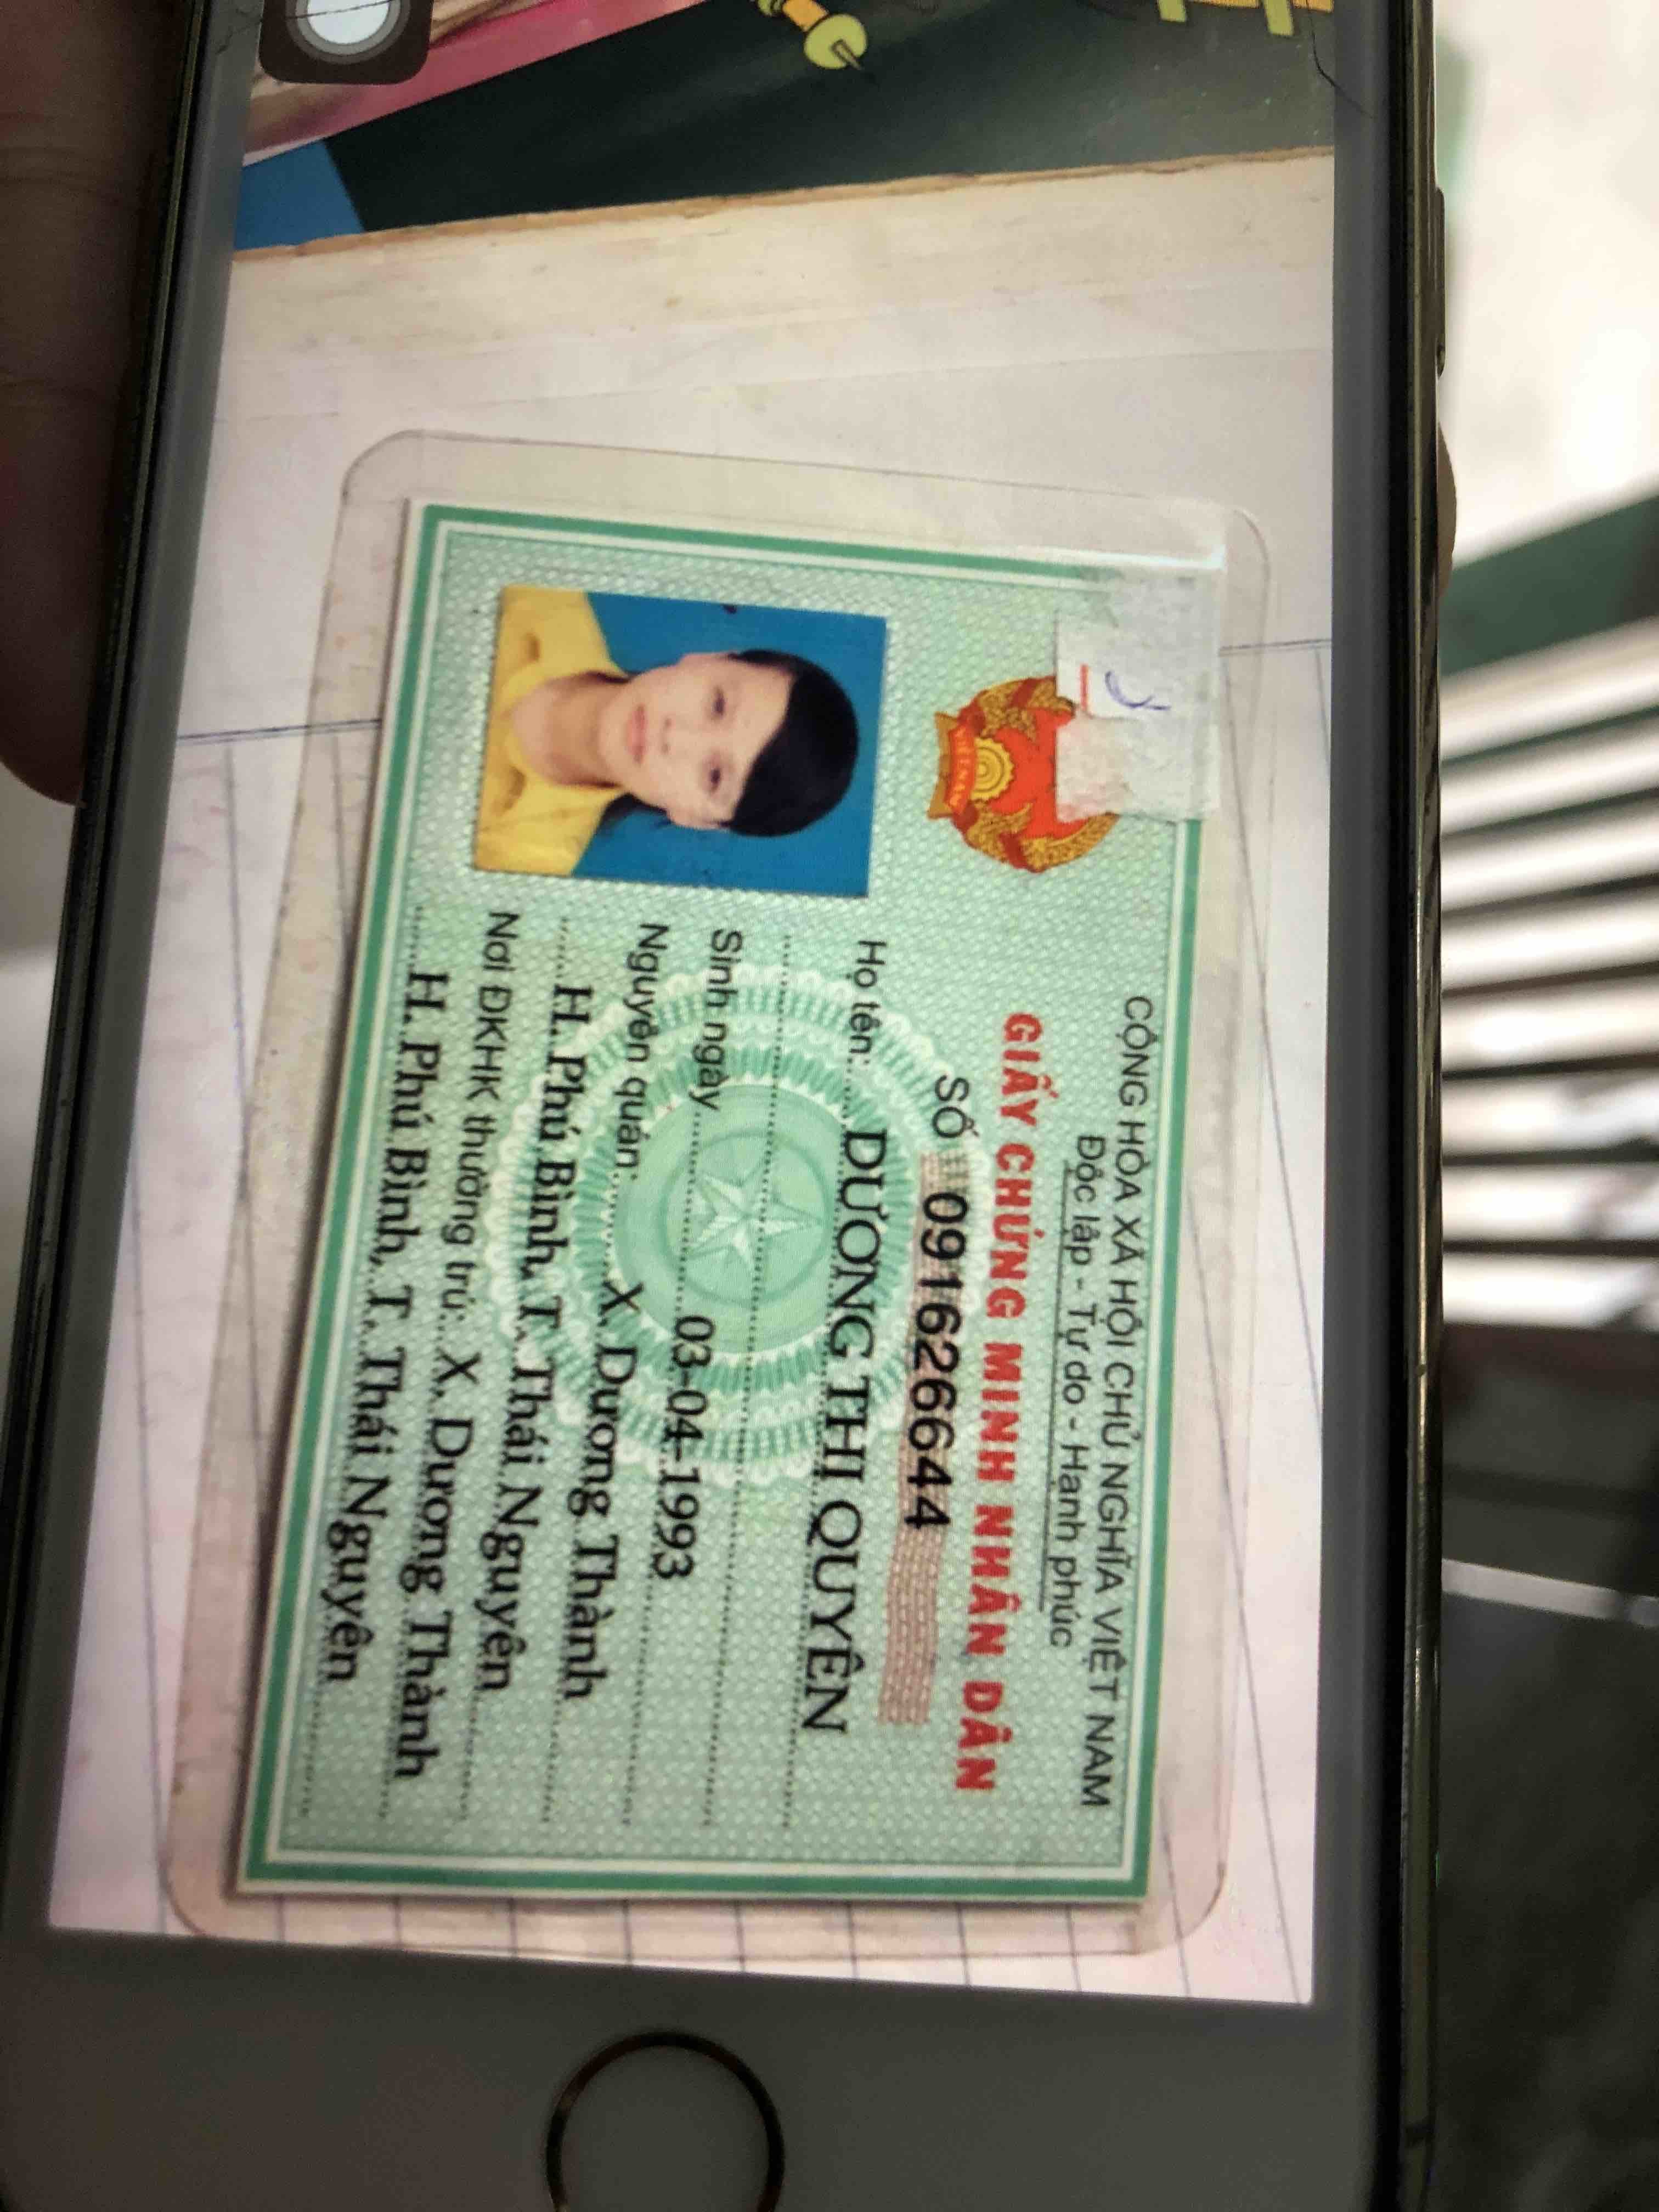 CỘNG HÒA XÃ HỘI CHỦ NGHĨA VIỆT NAM
Độc lập - Tự do - Hạnh phúc
GIẤY CHỨNG MINH NHÂN DÂN
SỐ 091626644
Họ tên: DƯƠNG THỊ QUYÊN
Sinh ngày 03-04-1993
Nguyên quán: X. Dương Thành
H. Phú Bình, T. Thái Nguyên
Nơi ĐKHK thường trú: X. Dương Thành
H. Phú Bình, T. Thái Nguyên